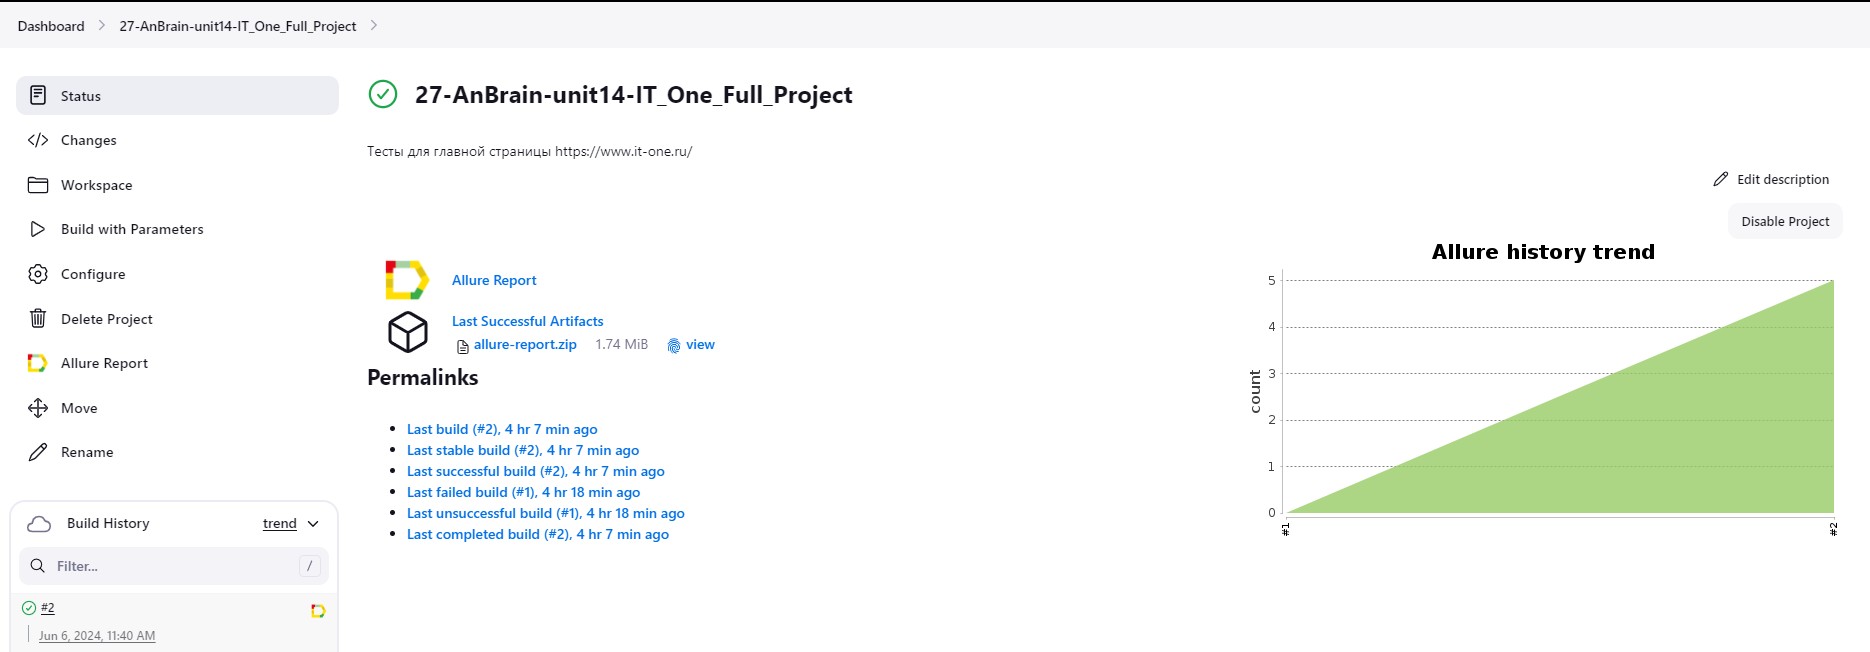 Dashboard
27-AnBrain-unit14-IT_One_Full_Project
Status
Changes
Workspace
Build with Parameters
Configure
Delete Project
Allure Report
Move
Rename
Build History
trend
Filter...
/
#2
Jun 6, 2024, 11:40 AM
27-AnBrain-unit14-IT_One_Full_Project
Тесты для главной страницы https://www.it-one.ru/
Edit description
Disable Project
Allure Report
Last Successful Artifacts
allure-report.zip 1.74 MiB view
Permalinks
Last build (#2), 4 hr 7 min ago
Last stable build (#2), 4 hr 7 min ago
Last successful build (#2), 4 hr 7 min ago
Last failed build (#1), 4 hr 18 min ago
Last unsuccessful build (#1), 4 hr 18 min ago
Last completed build (#2), 4 hr 7 min ago
Allure history trend
count
5
4
3
2
1
0
#1
#2